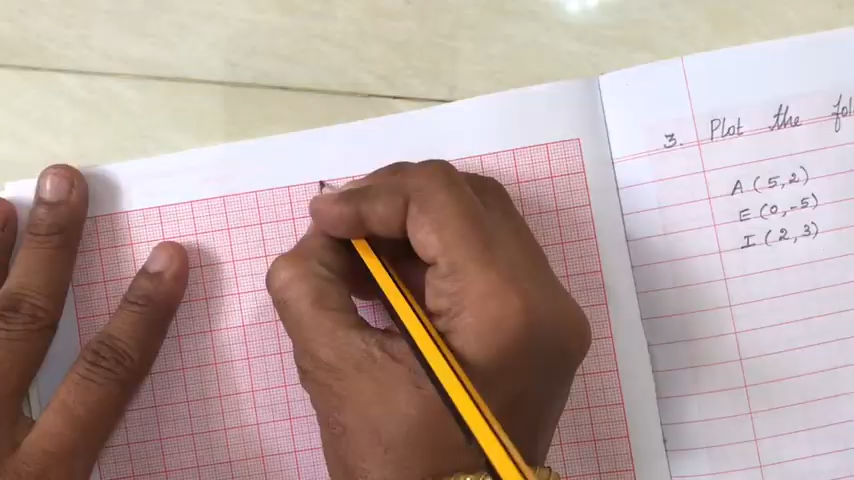 3. Plot the
A (5, 2)
E (0, -5)
I (2, 3)